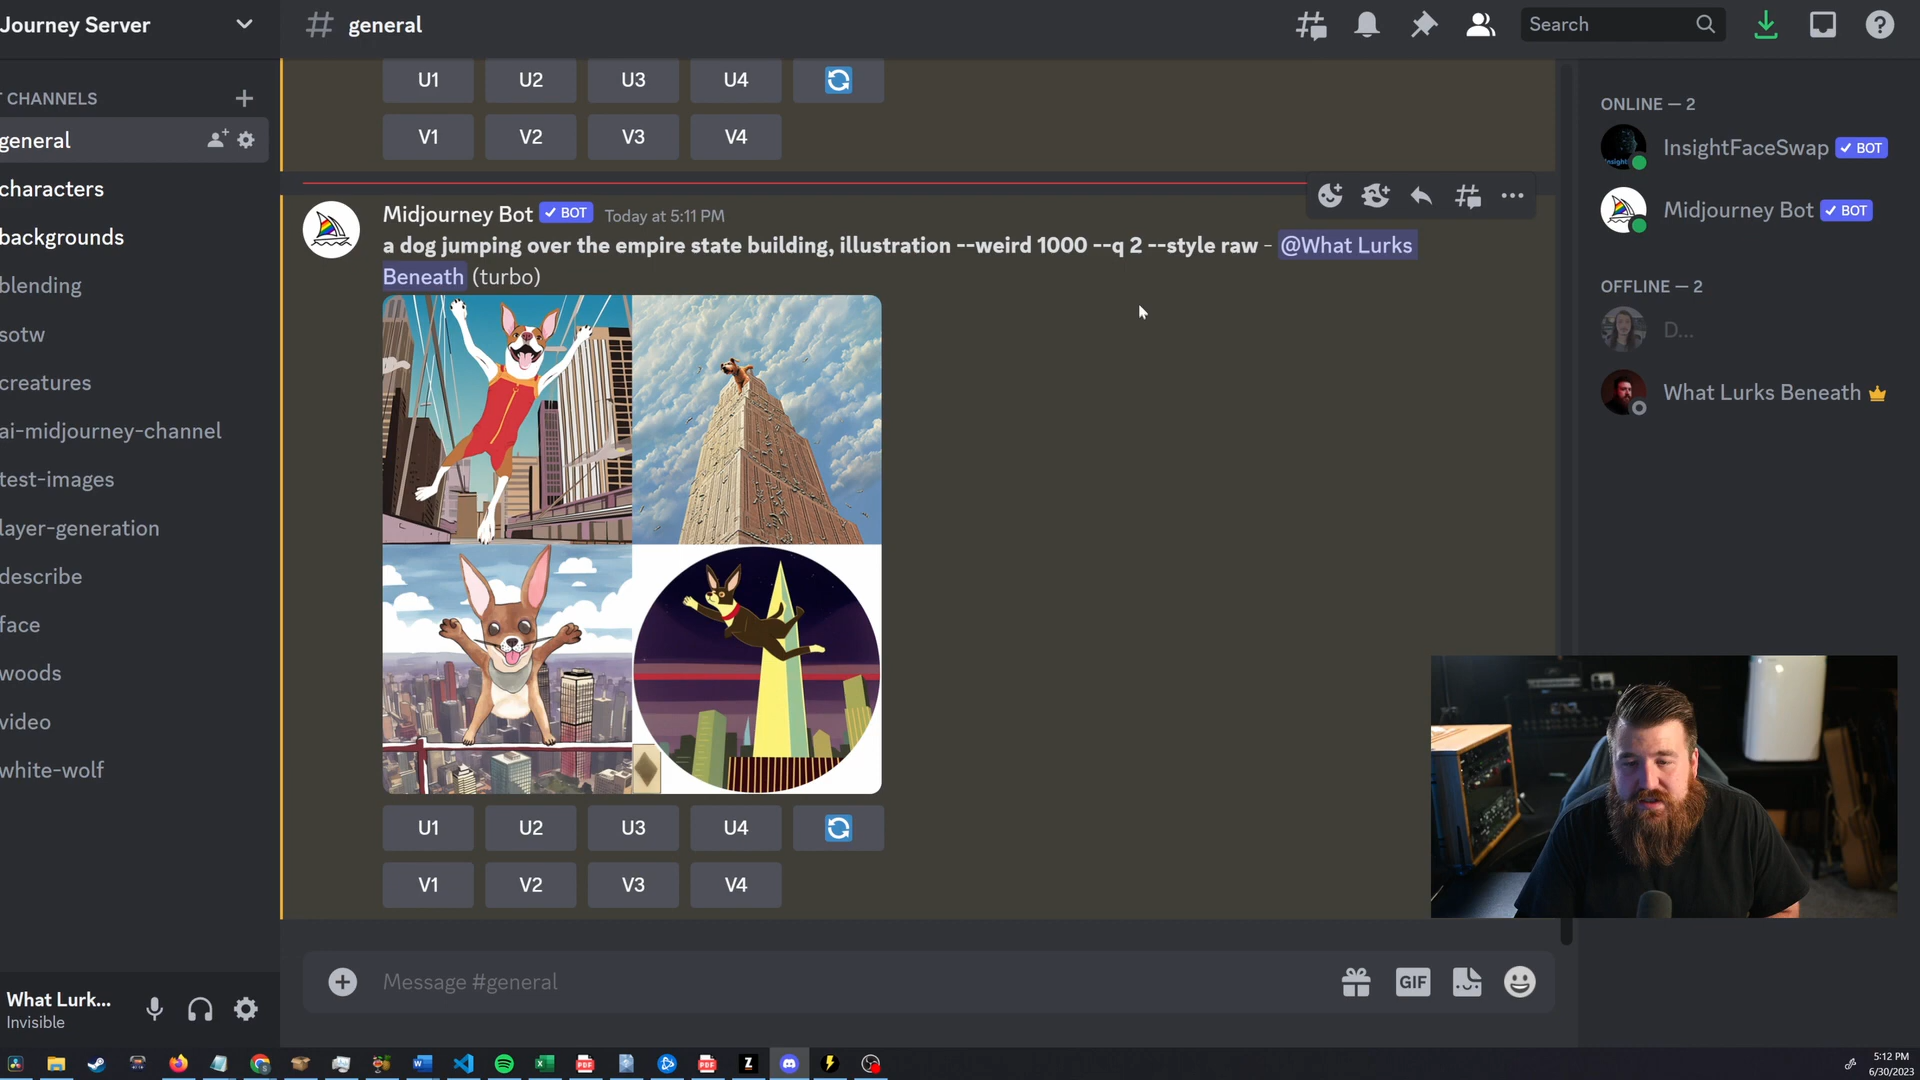 Journey Server
general
Search
CHANNELS
general
characters
backgrounds
blending
sotw
creatures
ai-midjourney-channel
test-images
layer-generation
describe
face
woods
video
white-wolf
What Lurk...
Invisible
U1 U2 U3 U4
V1 V2 V3 V4
Midjourney Bot ✓ BOT Today at 5:11 PM
a dog jumping over the empire state building, illustration --weird 1000 --q 2 --style raw - @What Lurks
Beneath (turbo)
U1 U2 U3 U4
V1 V2 V3 V4
Message #general
GIF
ONLINE — 2
InsightFaceSwap ✓ BOT
Midjourney Bot ✓ BOT
OFFLINE — 2
D...
What Lurks Beneath
5:12 PM
6/30/2023